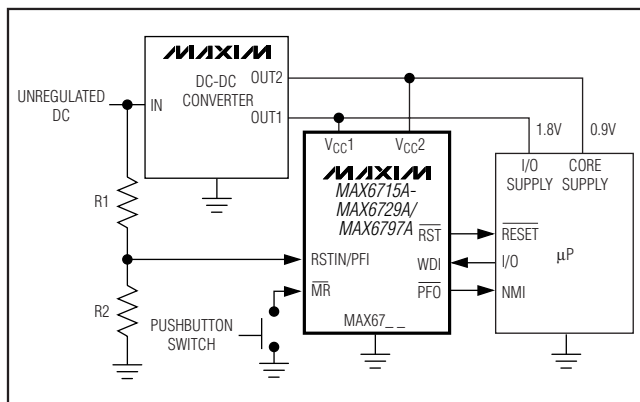 MAXIM
DC-DC
CONVERTER
UNREGULATED
DC
IN
OUT2
OUT1
R1
R2
VCC1
VCC2
MAXIM
MAX6715A-
MAX6729A/
MAX6797A
RSTIN/PFI
MR
RST
WDI
PFO
MAX67_ _
PUSHBUTTON
SWITCH
1.8V
0.9V
I/O
SUPPLY
CORE
SUPPLY
RESET
I/O
NMI
µP